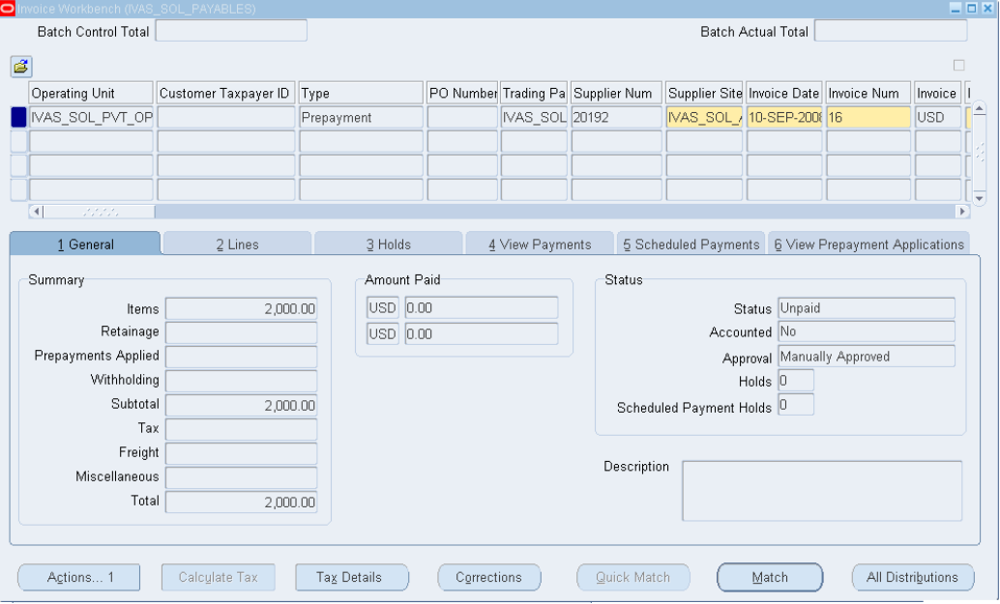 Invoice Workbench (IVAS_SOL_PAYABLES)
Batch Control Total
Batch Actual Total
Operating Unit Customer Taxpayer ID Type PO Number Trading Pa Supplier Num Supplier Site Invoice Date Invoice Num Invoice
IVAS_SOL_PVT_OP Prepayment IVAS_SOL 20192 IVAS_SOL_ 10-SEP-200 16 USD
1 General 2 Lines 3 Holds 4 View Payments 5 Scheduled Payments 6 View Prepayment Applications
Summary Amount Paid Status
Items 2,000.00 USD 0.00 Status Unpaid
Retainage USD 0.00 Accounted No
Prepayments Applied Approval Manually Approved
Withholding Holds 0
Subtotal 2,000.00 Scheduled Payment Holds 0
Tax
Freight
Miscellaneous Description
Total 2,000.00
Actions... 1 Calculate Tax Tax Details Corrections Quick Match Match All Distributions